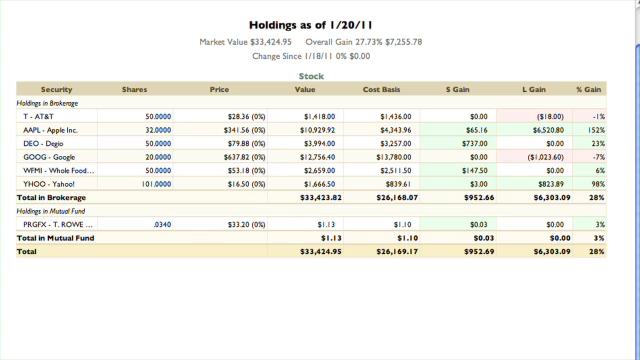 Holdings as of 1/20/11
Market Value $33,424.95 Overall Gain 27.73% $7,255.78
Change Since 1/18/11 0% $0.00
Stock
Security Shares Price Value Cost Basis S Gain L Gain % Gain
Holdings in Brokerage
T - AT&T 50.0000 $28.36 (0%) $1,418.00 $1,436.00 $0.00 ($18.00) -1%
AAPL - Apple Inc. 32.0000 $341.56 (0%) $10,929.92 $4,343.96 $65.16 $6,520.80 152%
DEO - Degio 50.0000 $79.88 (0%) $3,994.00 $3,257.00 $737.00 $0.00 23%
GOOG - Google 20.0000 $637.82 (0%) $12,756.40 $13,780.00 $0.00 ($1,023.60) -7%
WFMI - Whole Food... 50.0000 $53.18 (0%) $2,659.00 $2,511.50 $147.50 $0.00 6%
YHOO - Yahoo! 101.0000 $16.50 (0%) $1,666.50 $839.61 $3.00 $823.89 98%
Total in Brokerage $33,423.82 $26,168.07 $952.66 $6,303.09 28%
Holdings in Mutual Fund
PRGFX - T. ROWE ... .0340 $33.20 (0%) $1.13 $1.10 $0.03 $0.00 3%
Total in Mutual Fund $1.13 $1.10 $0.03 $0.00 3%
Total $33,424.95 $26,169.17 $952.69 $6,303.09 28%